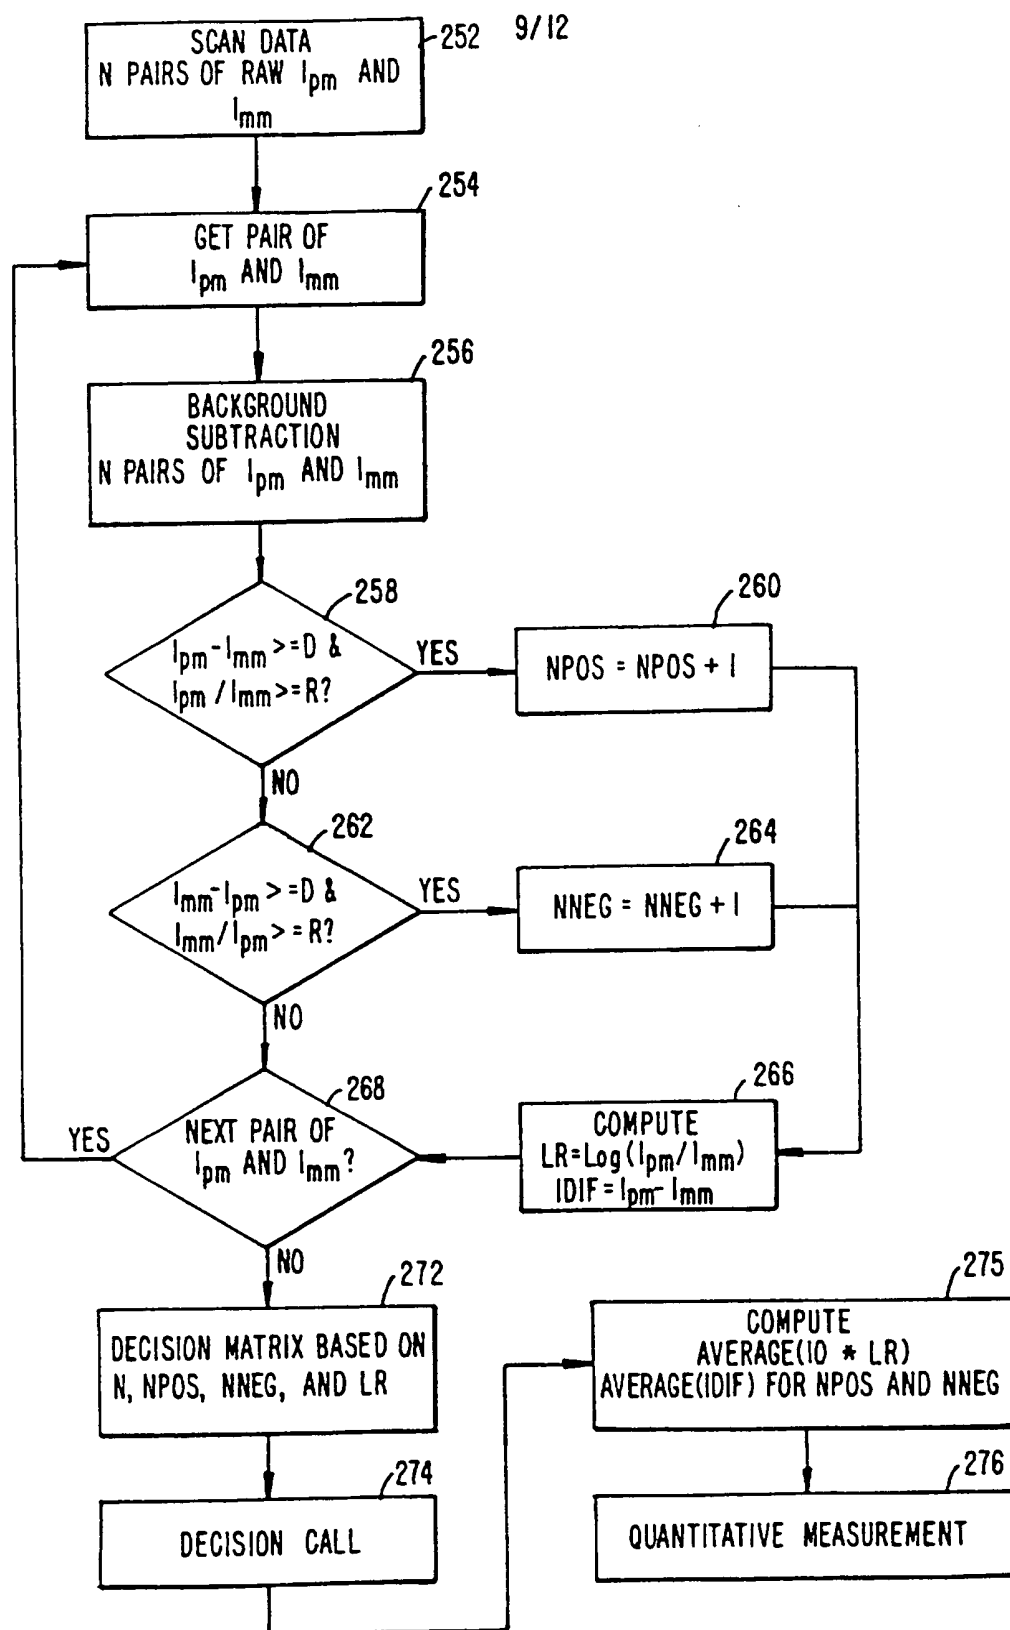 9/12
252
SCAN DATA
N PAIRS OF RAW Ipm AND
Imm
254
GET PAIR OF
Ipm AND Imm
256
BACKGROUND
SUBTRACTION
N PAIRS OF Ipm AND Imm
258
Ipm-Imm >=D &
Ipm / Imm>=R?
YES
260
NPOS = NPOS + 1
NO
262
Imm-Ipm >=D &
Imm/Ipm>=R?
YES
264
NNEG = NNEG + 1
NO
268
NEXT PAIR OF
Ipm AND Imm?
YES
266
COMPUTE
LR=Log(Ipm/Imm)
IDIF=Ipm-Imm
NO
272
DECISION MATRIX BASED ON
N, NPOS, NNEG, AND LR
274
DECISION CALL
275
COMPUTE
AVERAGE(10 * LR)
AVERAGE(IDIF) FOR NPOS AND NNEG
276
QUANTITATIVE MEASUREMENT